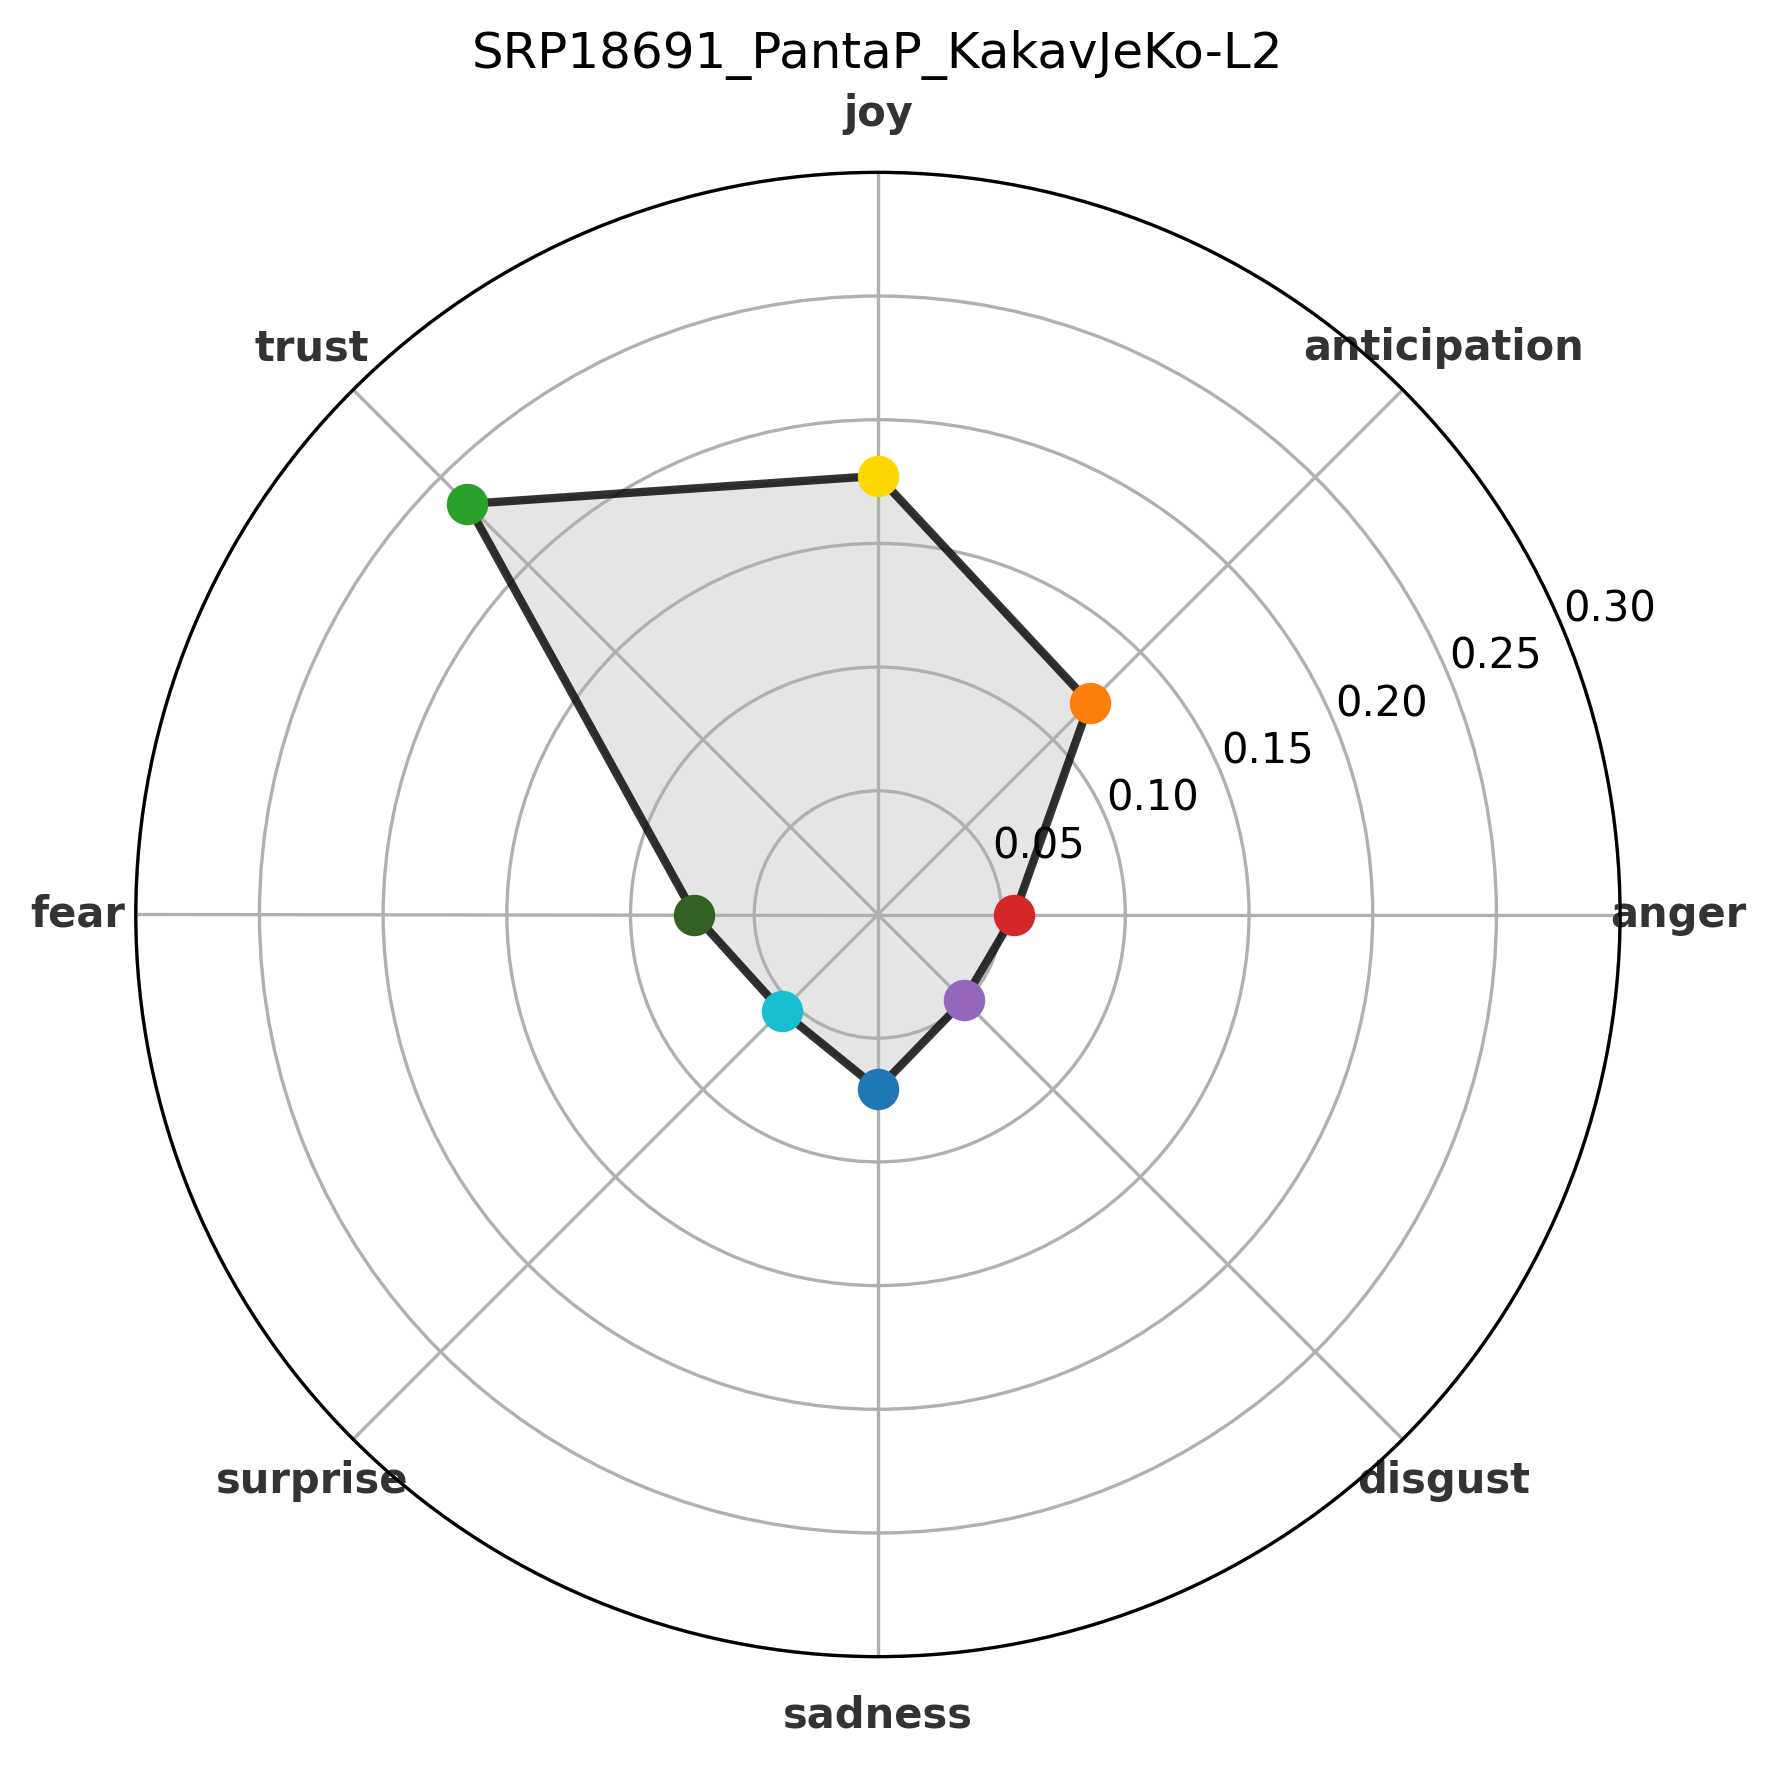 SRP18691_PantaP_KakavJeKo-L2
joy
trust
anticipation
0.30
0.25
0.20
0.15
0.10
0.05
fear
anger
surprise
disgust
sadness